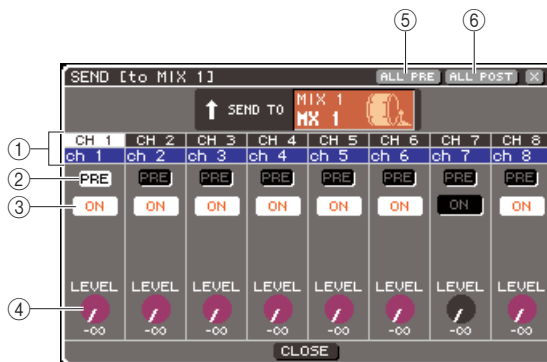 ⑤ ⑥
SEND [to MIX 1] ALL PRE ALL POST X
SEND TO MIX 1
MX 1
① CH 1 CH 2 CH 3 CH 4 CH 5 CH 6 CH 7 CH 8
ch 1 ch 2 ch 3 ch 4 ch 5 ch 6 ch 7 ch 8
② PRE PRE PRE PRE PRE PRE PRE PRE
③ ON ON ON ON ON ON ON ON
LEVEL LEVEL LEVEL LEVEL LEVEL LEVEL LEVEL LEVEL
④
-∞ -∞ -∞ -∞ -∞ -∞ -∞ -∞
CLOSE